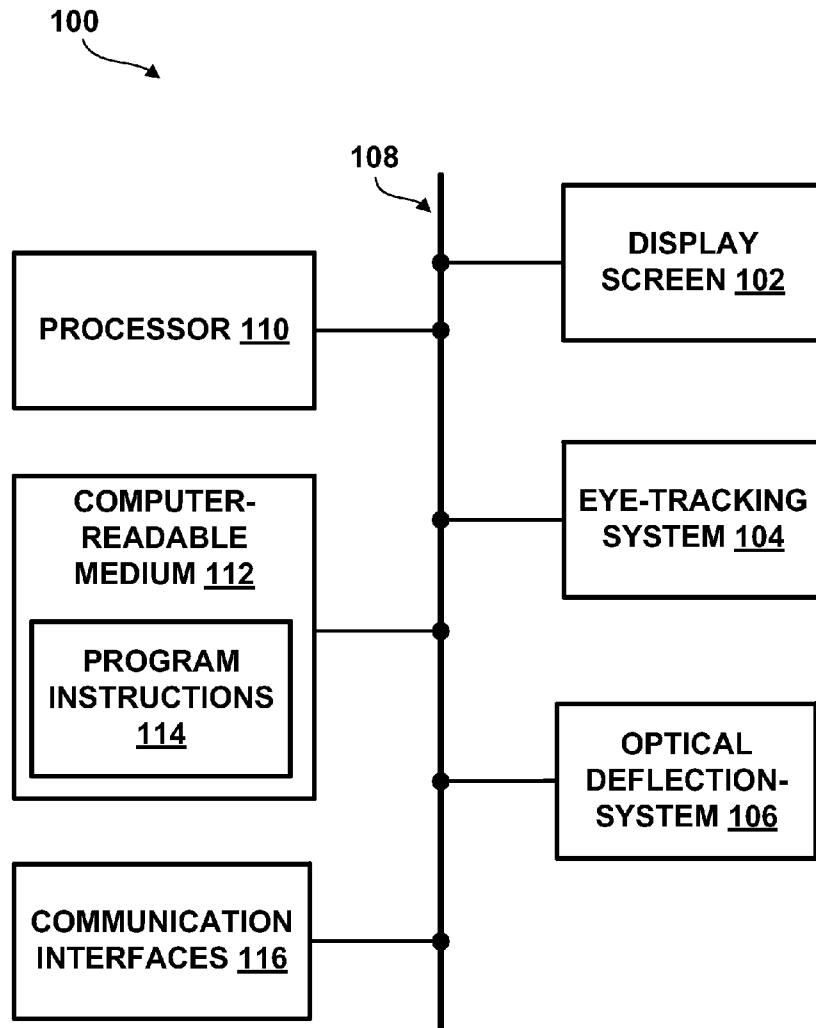 100
108
DISPLAY
SCREEN 102
PROCESSOR 110
EYE-TRACKING
SYSTEM 104
COMPUTER-
READABLE
MEDIUM 112
PROGRAM
INSTRUCTIONS
114
OPTICAL
DEFLECTION-
SYSTEM 106
COMMUNICATION
INTERFACES 116